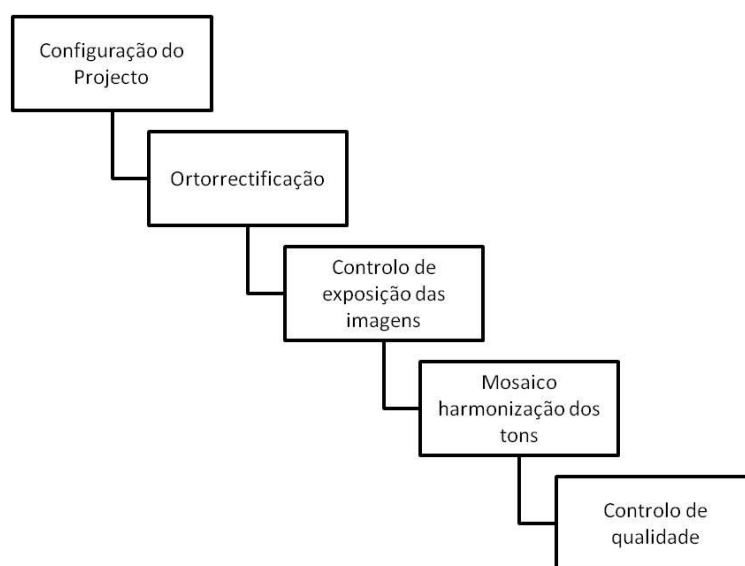 Configuração do
Projecto
Ortorrectificação
Controlo de
exposição das
imagens
Mosaico
harmonização dos
tons
Controlo de
qualidade